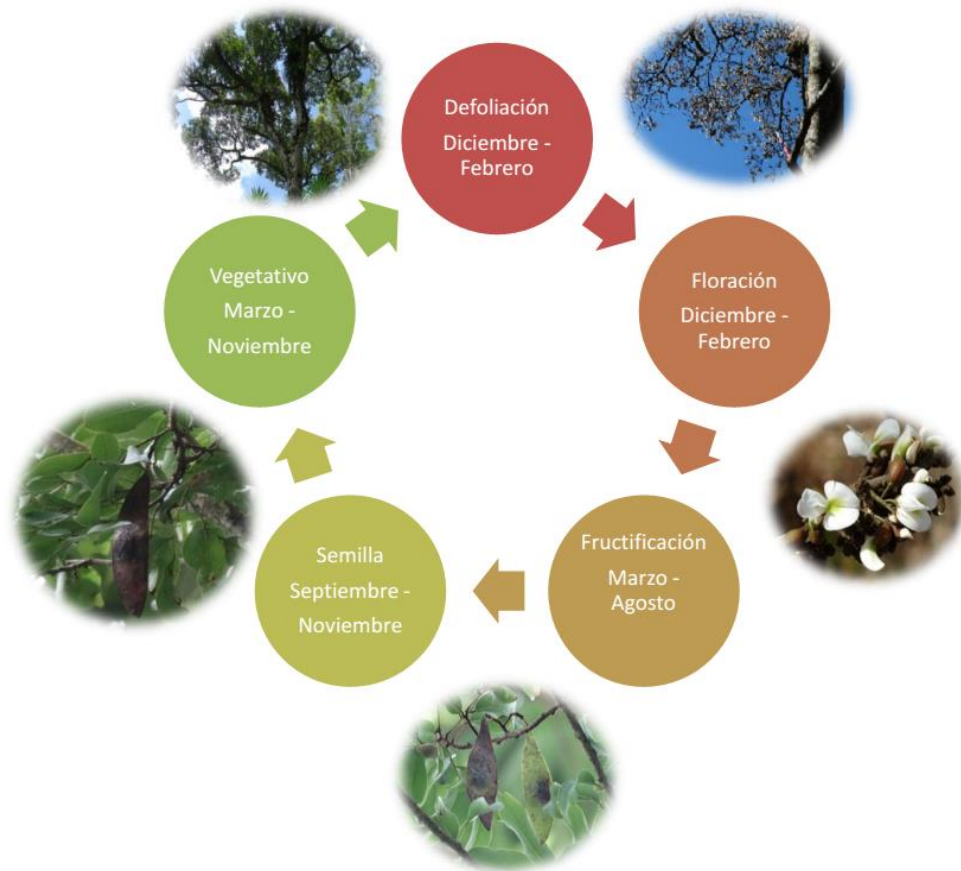 Defoliación
Diciembre -
Febrero
Floración
Diciembre -
Febrero
Fructificación
Marzo -
Agosto
Semilla
Septiembre -
Noviembre
Vegetativo
Marzo -
Noviembre